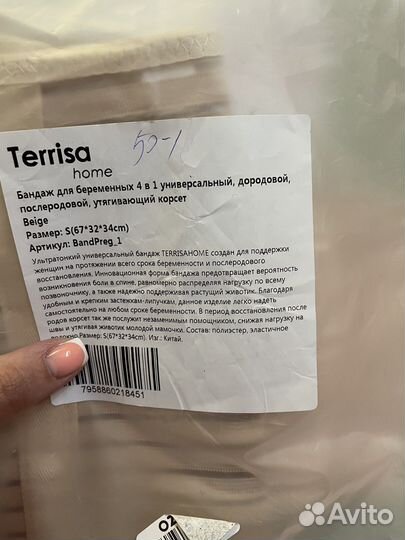 50-1
Terrisa
home
Бандаж для беременных 4 в 1 универсальный, дородовой,
послеродовой, утягивающий корсет
Beige
Размер: S(67*32*34cm)
Артикул: BandPreg_1
Ультратонкий универсальный бандаж TERRISAHOME создан для поддержки
женщин на протяжении всего срока беременности и послеродового
восстановления. Инновационная форма бандажа предотвращает вероятность
возникновения боли в спине, равномерно распределяя нагрузку по всему
позвоночнику, а также надежно поддерживая растущий животик. Благодаря
удобным и крепким застежкам-липучкам, данное изделие легко надеть
самостоятельно на любом сроке беременности. В период восстановления после
родов корсет так же послужит незаменимым помощником, снижая нагрузку на
швы и утягивая животик молодой мамочки. Состав: полиэстер, эластичное
волокно Размер: S(67*32*34cm). Изг.: Китай.
7958860218451
02
Avito